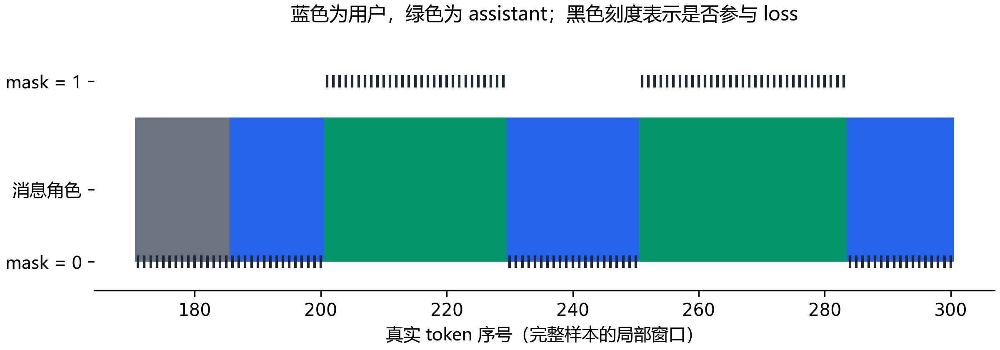 蓝色为用户，绿色为 assistant；黑色刻度表示是否参与 loss
mask = 1
消息角色
mask = 0
180 200 220 240 260 280 300
真实 token 序号（完整样本的局部窗口）